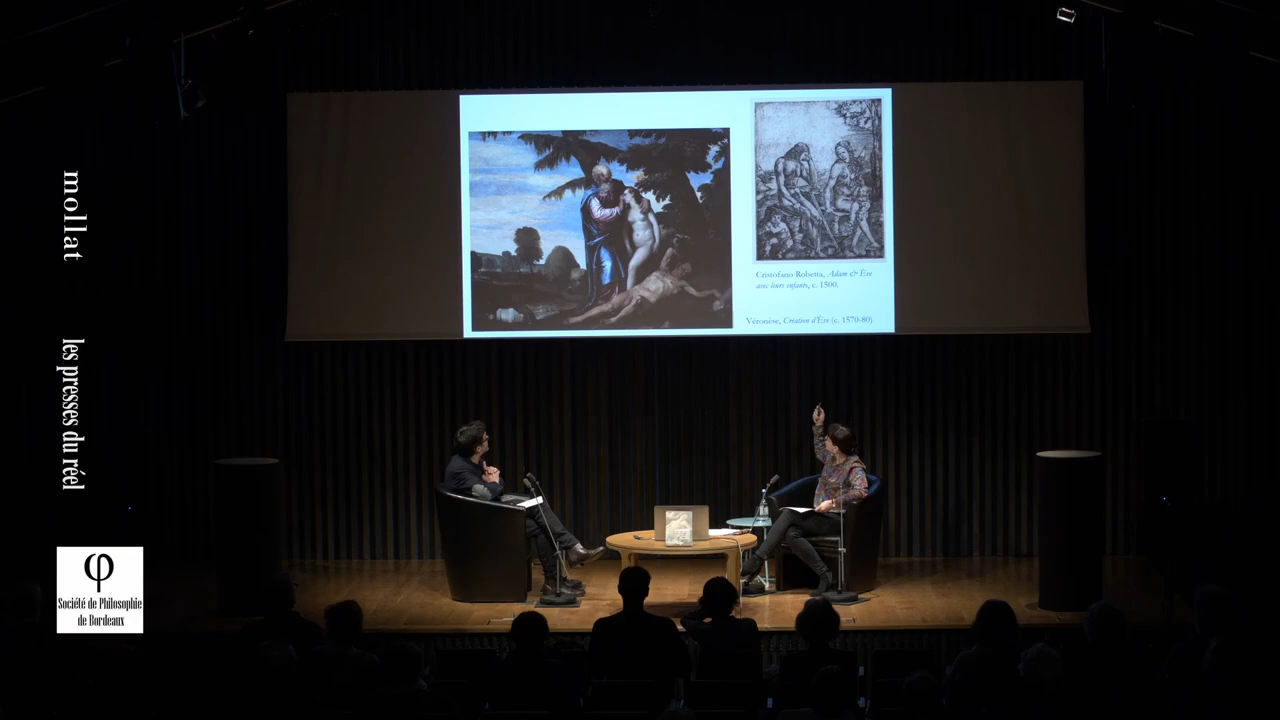 mollat
les presses du réel
φ
Société de Philosophie
de Bordeaux
Cristofano Robetta, Adam & Ève
avec leurs enfants, c. 1500.
Véronèse, Création d'Ève (c. 1570-80)